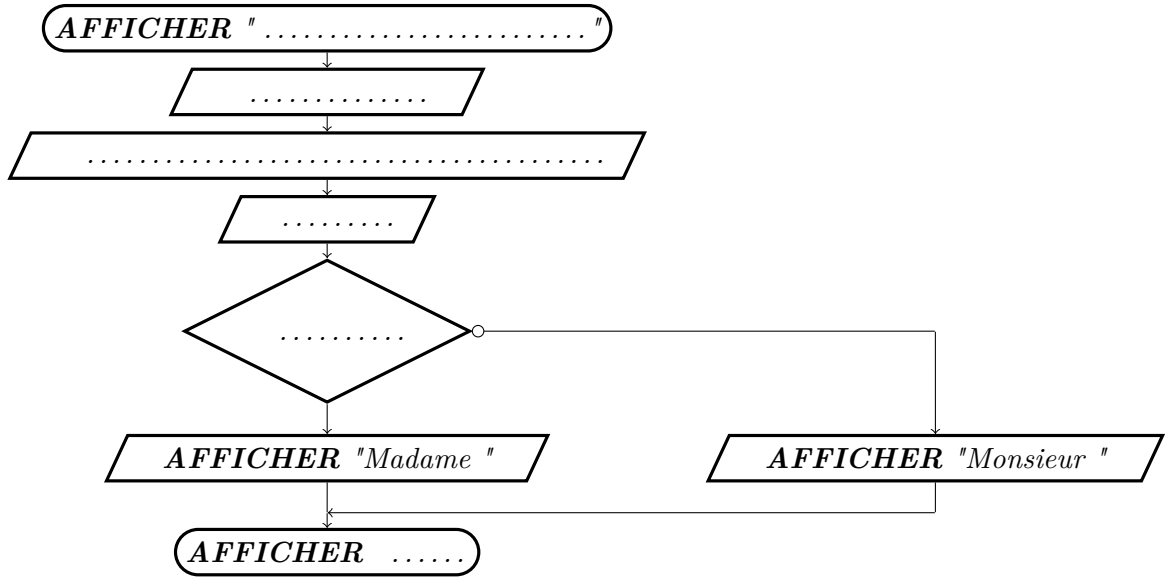 AFFICHER " ........................."
..............
........................................
.........
..........
AFFICHER "Madame "
AFFICHER "Monsieur "
AFFICHER ......